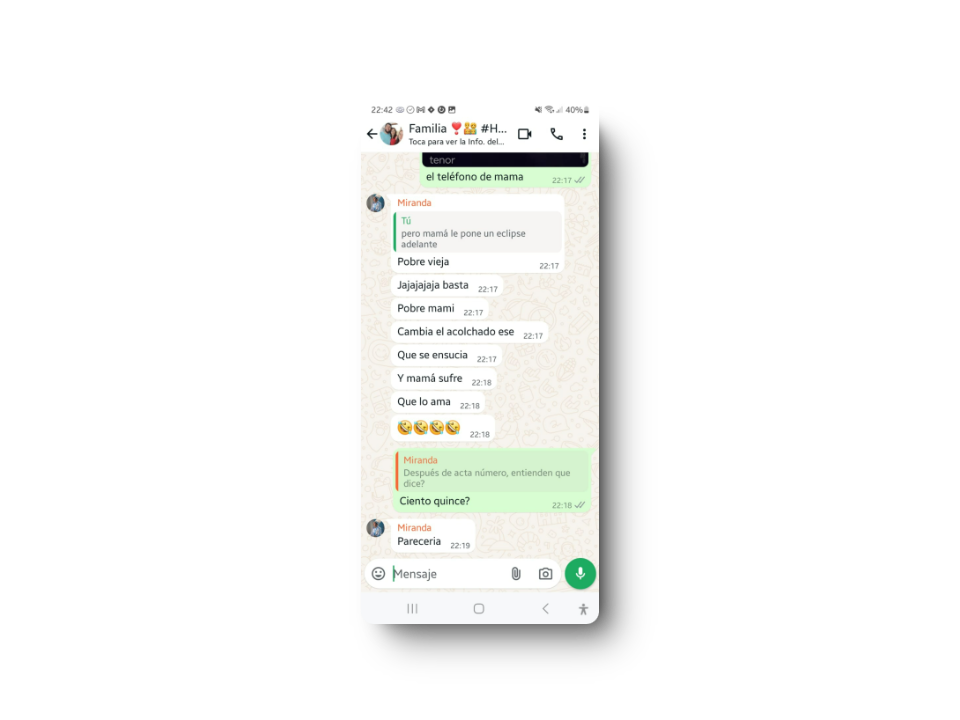 22:42
40%
Familia #H...
Toca para ver la Info. del...
tenor
el teléfono de mama
22:17
Miranda
Tú
pero mamá le pone un eclipse
adelante
Pobre vieja
22:17
Jajajajaja basta
22:17
Pobre mami
22:17
Cambia el acolchado ese
22:17
Que se ensucia
22:17
Y mamá sufre
22:18
Que lo ama
22:18
22:18
Miranda
Después de acta número, entienden que
dice?
Ciento quince?
22:18
Miranda
Pareceria
22:19
Mensaje